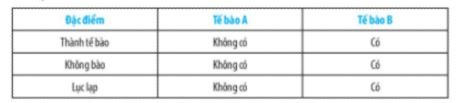 Đặc điểm Tế bào A Tế bào B
Thành tế bào Không có Có
Không bào Không có Có
Lục lạp Không có Có